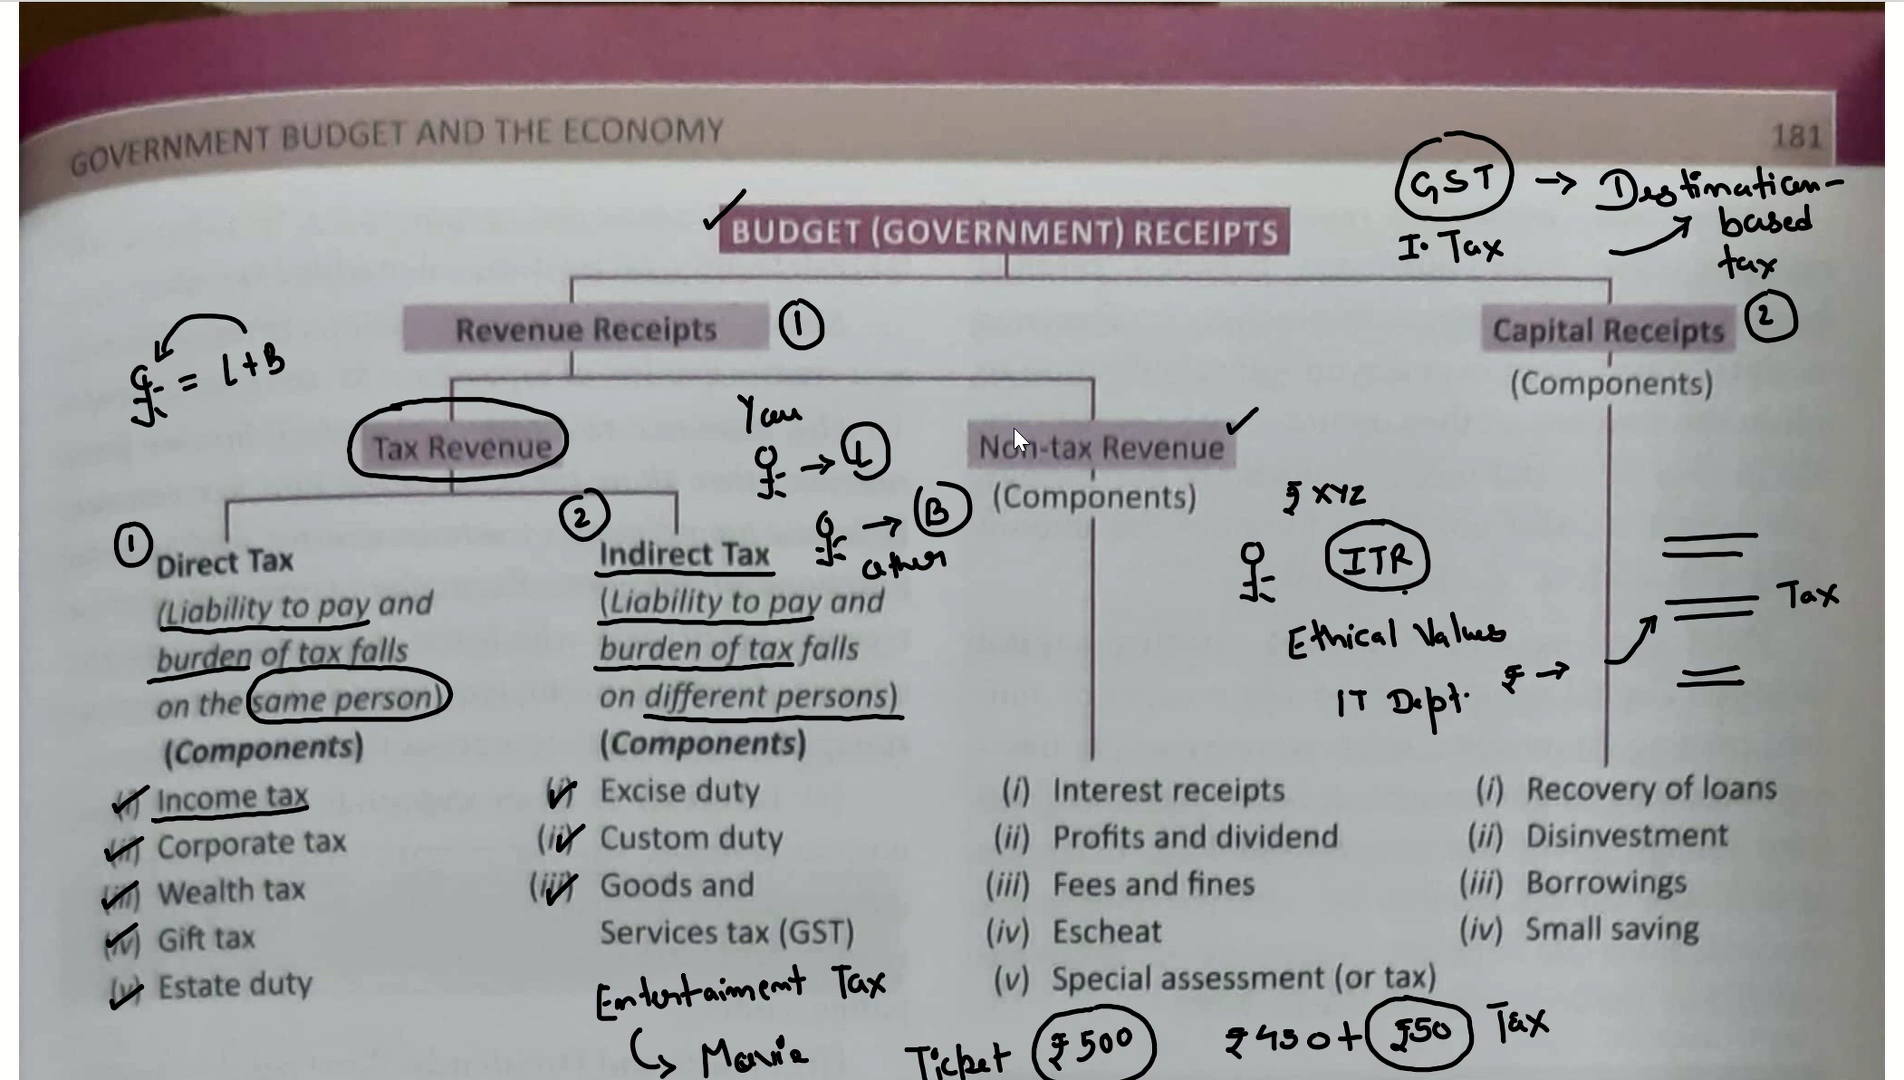 GOVERNMENT BUDGET AND THE ECONOMY
181
GST → Destination-
based
tax
I. Tax
BUDGET (GOVERNMENT) RECEIPTS
Revenue Receipts
①
Capital Receipts
②
(Components)
= L+B
Tax Revenue
You
→ L
→ B
other
Non-tax Revenue
(Components)
①
Direct Tax
(Liability to pay and
burden of tax falls
on the same person)
(Components)
②
Indirect Tax
(Liability to pay and
burden of tax falls
on different persons)
(Components)
₹ XYZ
ITR
Ethical Values
IT Dept.
₹ →
Tax
(i) Income tax
(ii) Corporate tax
(iii) Wealth tax
(iv) Gift tax
(v) Estate duty
(i) Excise duty
(ii) Custom duty
(iii) Goods and
Services tax (GST)
Entertaiment Tax
Movie
Ticket ₹500
₹450+ ₹50 Tax
(i) Interest receipts
(ii) Profits and dividend
(iii) Fees and fines
(iv) Escheat
(v) Special assessment (or tax)
(i) Recovery of loans
(ii) Disinvestment
(iii) Borrowings
(iv) Small saving